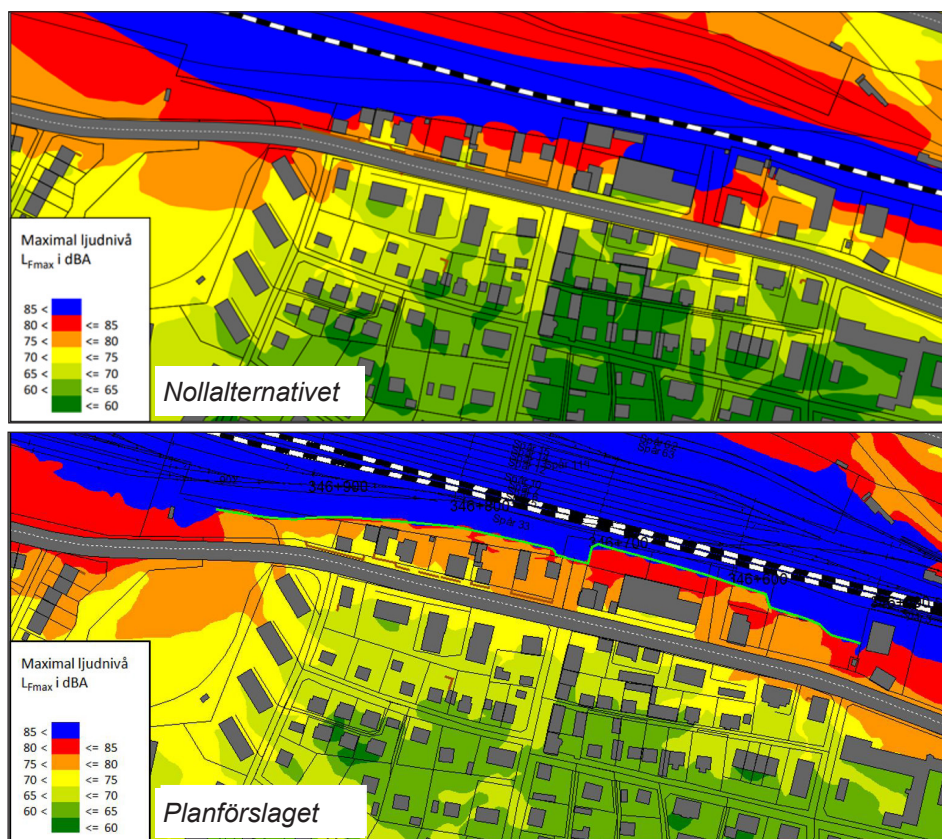 Maximal ljudnivå
LFmax i dBA
85 <
80 < <= 85
75 < <= 80
70 < <= 75
65 < <= 70
60 < <= 65
<= 60
Nollalternativet
346+900
346+800
Spår 33
346+600
Maximal ljudnivå
LFmax i dBA
85 <
80 < <= 85
75 < <= 80
70 < <= 75
65 < <= 70
60 < <= 65
<= 60
Planförslaget